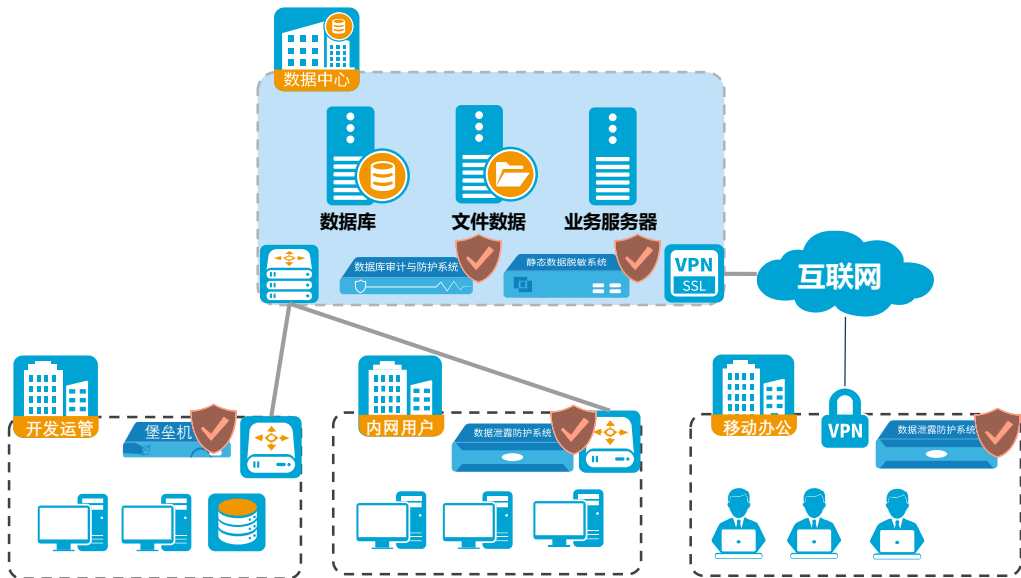 数据中心
数据库
文件数据
业务服务器
数据库审计与防护系统
静态数据脱敏系统
VPN
SSL
互联网
开发运管
堡垒机
内网用户
数据泄露防护系统
移动办公
VPN
数据泄露防护系统